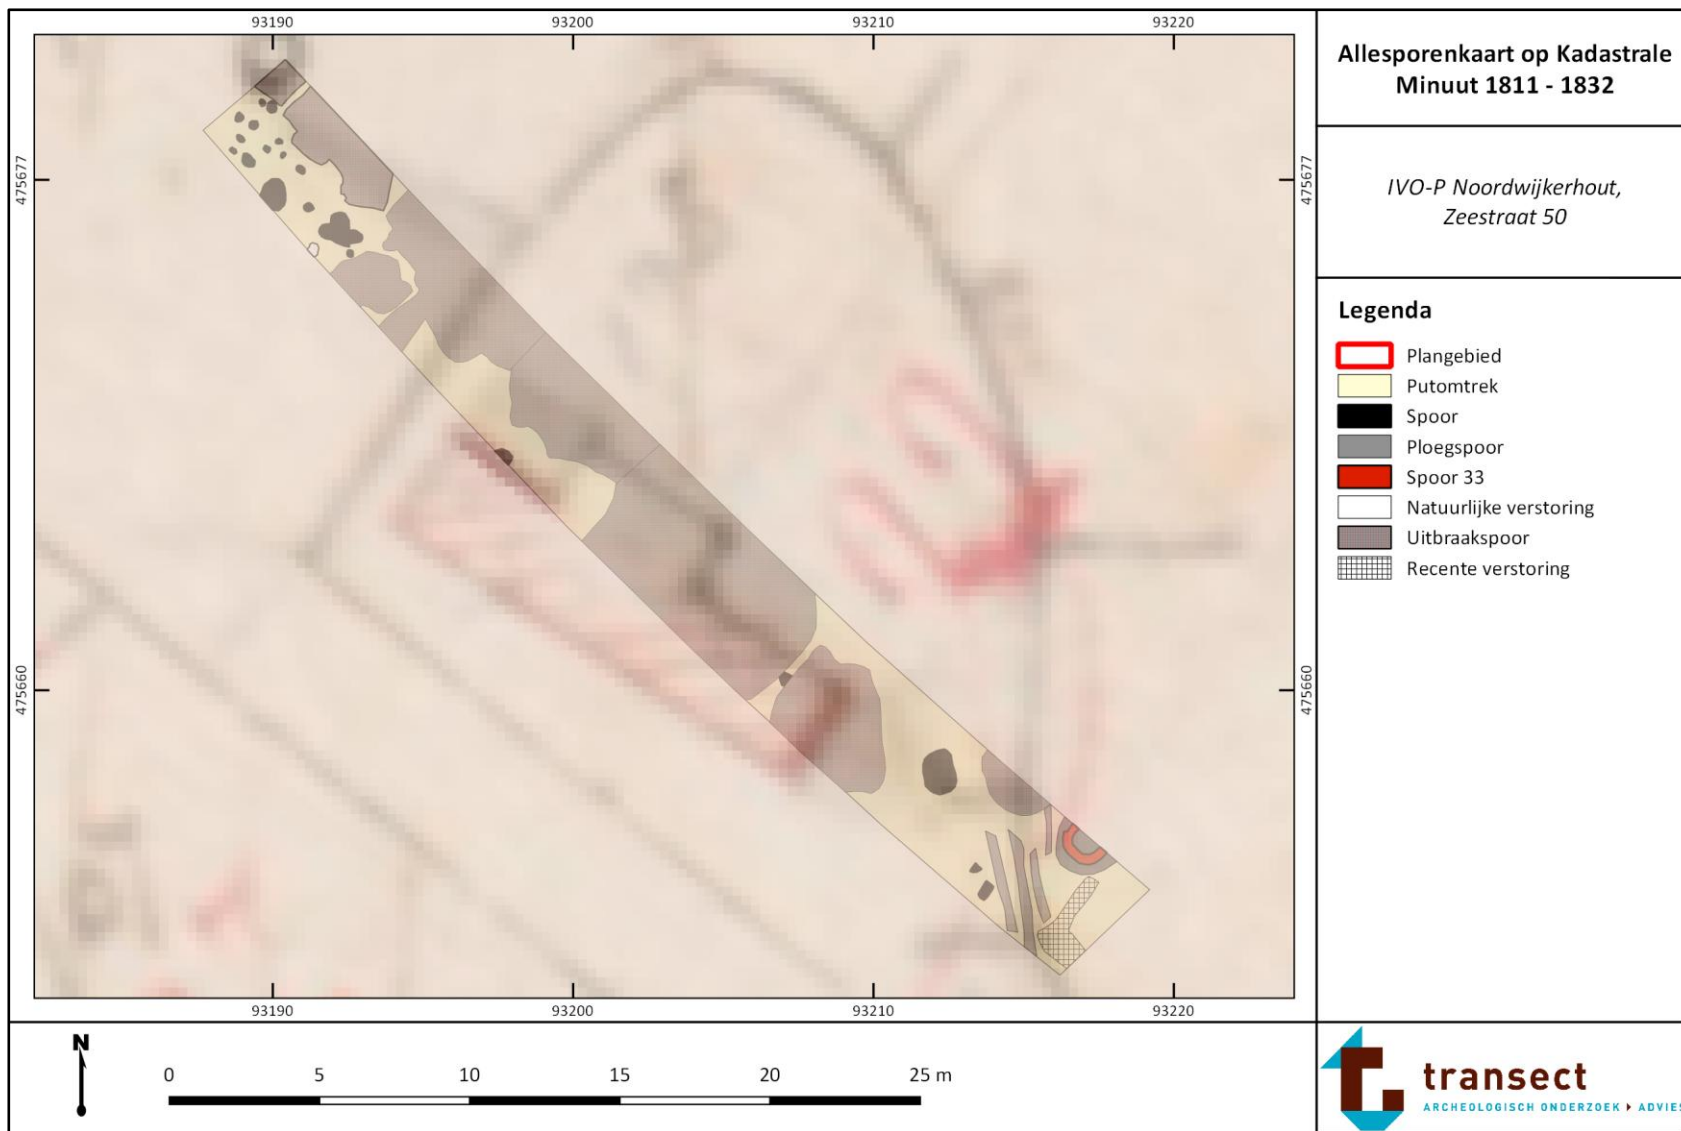 93190
93200
93210
93220
475677
475677
475660
475660
93190
93200
93210
93220
Allesporenkaart op Kadastrale
Minuut 1811 - 1832
IVO-P Noordwijkerhout,
Zeestraat 50
Legenda
Plangebied
Putomtrek
Spoor
Ploegspoor
Spoor 33
Natuurlijke verstoring
Uitbraakspoor
Recente verstoring
N
0
5
10
15
20
25 m
transect
ARCHEOLOGISCH ONDERZOEK ▸ ADVIES